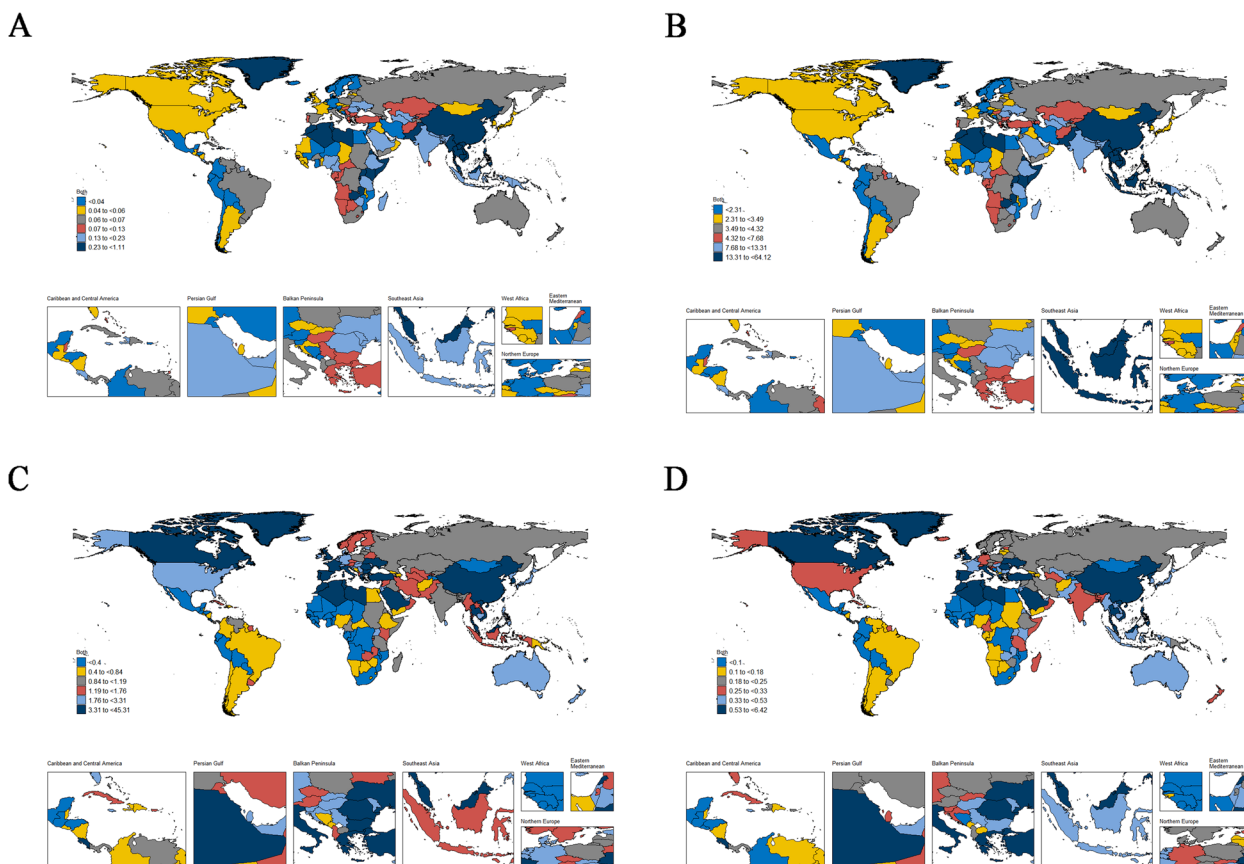 A
Both
<0.04
0.04 to <0.06
0.06 to <0.07
0.07 to <0.13
0.13 to <0.23
0.23 to <1.11
Caribbean and Central America
Persian Gulf
Balkan Peninsula
Southeast Asia
West Africa
Eastern
Mediterranean
Northern Europe
B
Both
<2.31
2.31 to <3.49
3.49 to <4.32
4.32 to <7.68
7.68 to <13.31
13.31 to <64.12
Caribbean and Central America
Persian Gulf
Balkan Peninsula
Southeast Asia
West Africa
Eastern
Mediterranean
Northern Europe
C
Both
<0.4
0.4 to <0.84
0.84 to <1.19
1.19 to <1.76
1.76 to <3.31
3.31 to <45.31
Caribbean and Central America
Persian Gulf
Balkan Peninsula
Southeast Asia
West Africa
Eastern
Mediterranean
Northern Europe
D
Both
<0.1
0.1 to <0.18
0.18 to <0.25
0.25 to <0.33
0.33 to <0.53
0.53 to <6.42
Caribbean and Central America
Persian Gulf
Balkan Peninsula
Southeast Asia
West Africa
Eastern
Mediterranean
Northern Europe